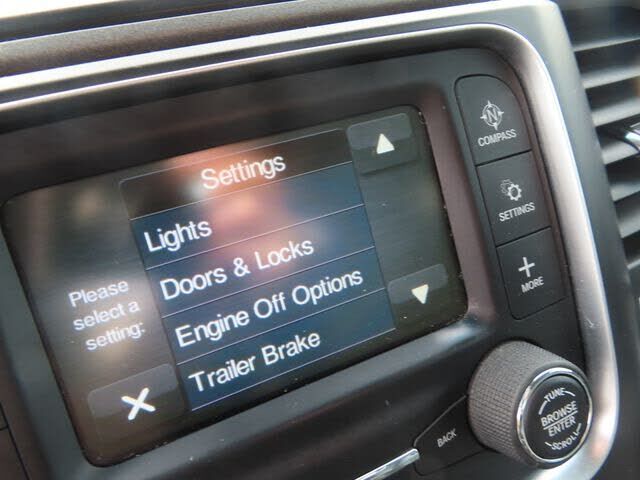 Settings
Please
select a
setting:
Lights
Doors & Locks
Engine Off Options
Trailer Brake
N
COMPASS
SETTINGS
MORE
BACK
TUNE
BROWSE
ENTER
SCROLL